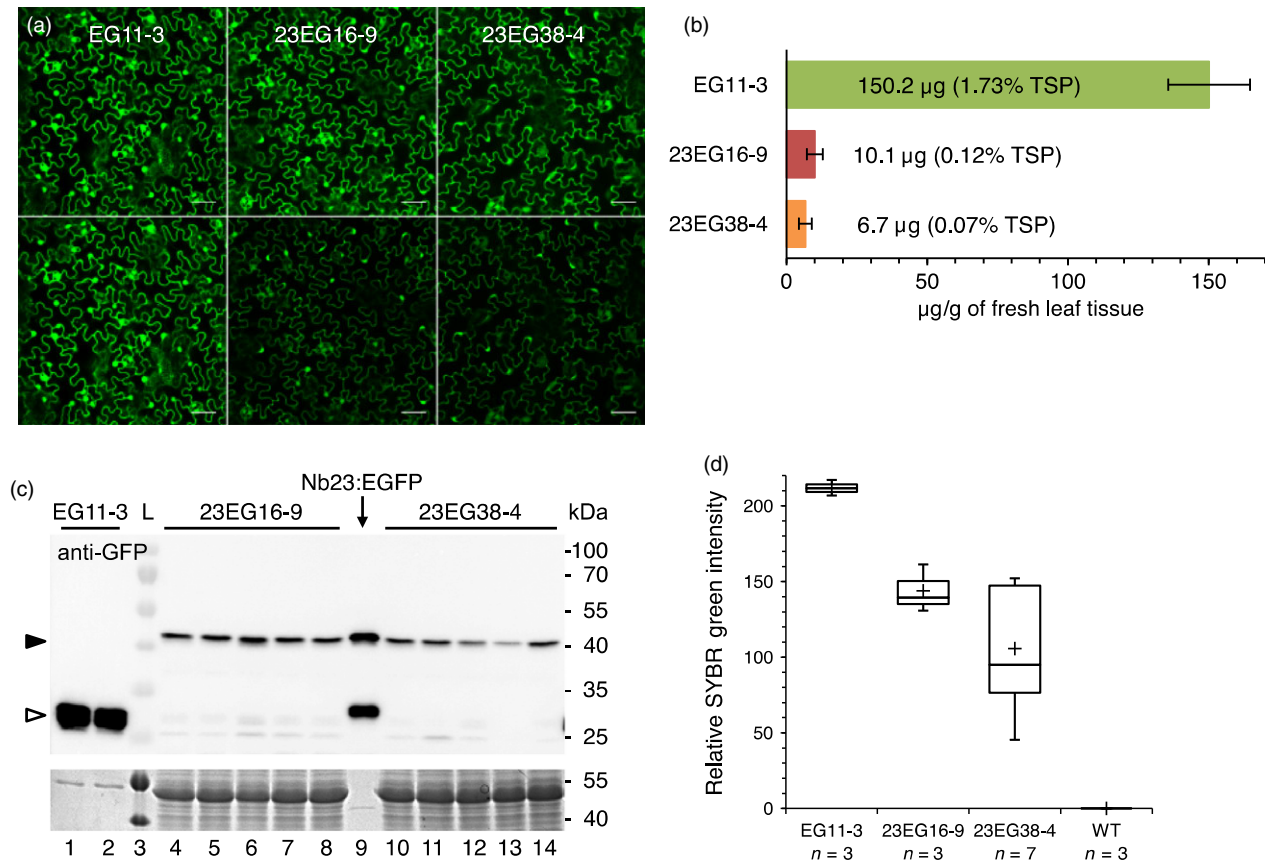 (a)
EG11-3 23EG16-9 23EG38-4
(b)
EG11-3 150.2 µg (1.73% TSP)
23EG16-9 10.1 µg (0.12% TSP)
23EG38-4 6.7 µg (0.07% TSP)
0 50 100 150
µg/g of fresh leaf tissue
(c)
Nb23:EGFP
EG11-3 L 23EG16-9 23EG38-4 kDa
anti-GFP
-100
-70
55
40
35
25
55
40
1 2 3 4 5 6 7 8 9 10 11 12 13 14
(d)
Relative SYBR green intensity
200
150
100
50
0
EG11-3 23EG16-9 23EG38-4 WT
n = 3 n = 3 n = 7 n = 3